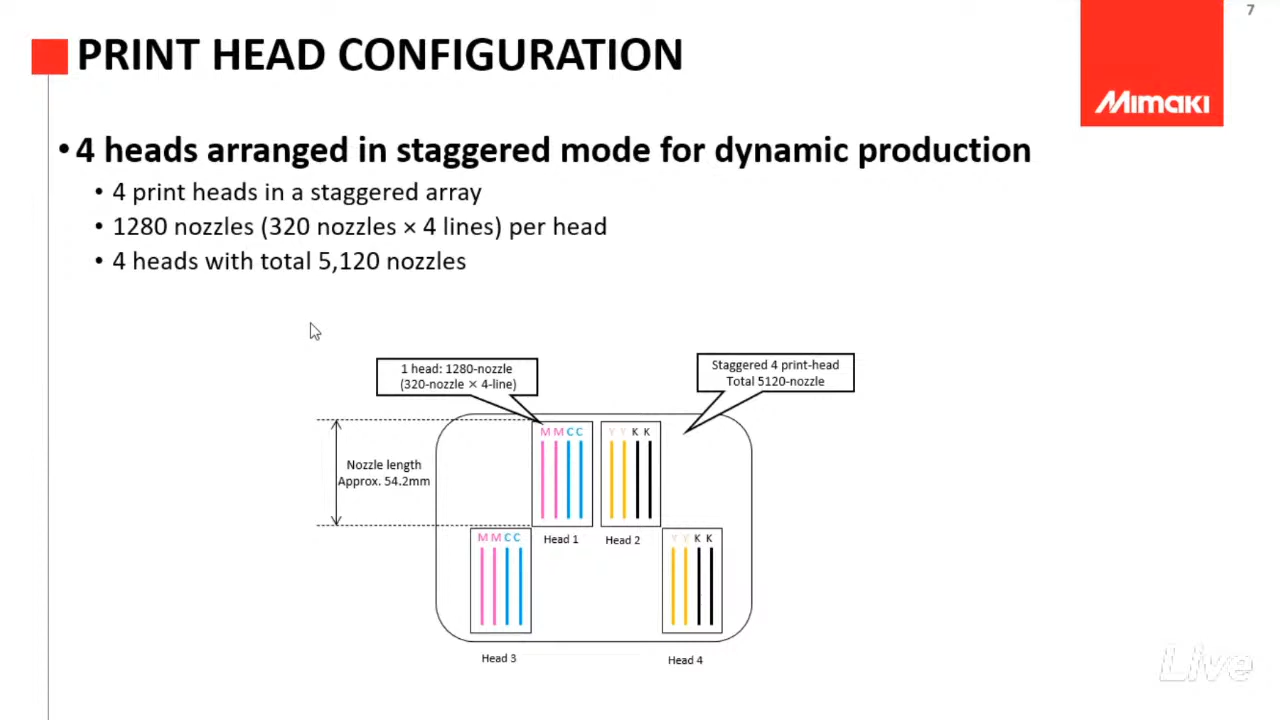 7
PRINT HEAD CONFIGURATION
Mimaki
• 4 heads arranged in staggered mode for dynamic production
• 4 print heads in a staggered array
• 1280 nozzles (320 nozzles × 4 lines) per head
• 4 heads with total 5,120 nozzles
1 head: 1280-nozzle
(320-nozzle × 4-line)
Staggered 4 print-head
Total 5120-nozzle
M M C C
Y Y K K
Nozzle length
Approx. 54.2mm
Head 1
Head 2
M M C C
Y Y K K
Head 3
Head 4
Live